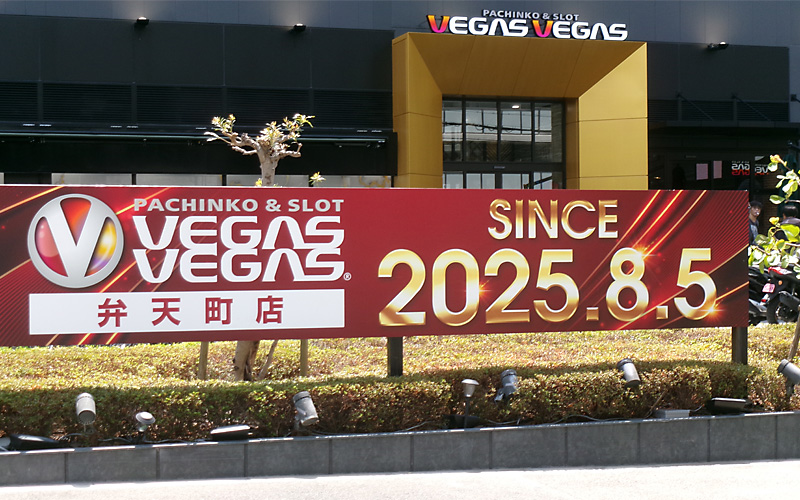 PACHINKO & SLOT
VEGAS VEGAS
PACHINKO & SLOT
VEGAS
VEGAS®
弁天町店
SINCE
2025.8.5